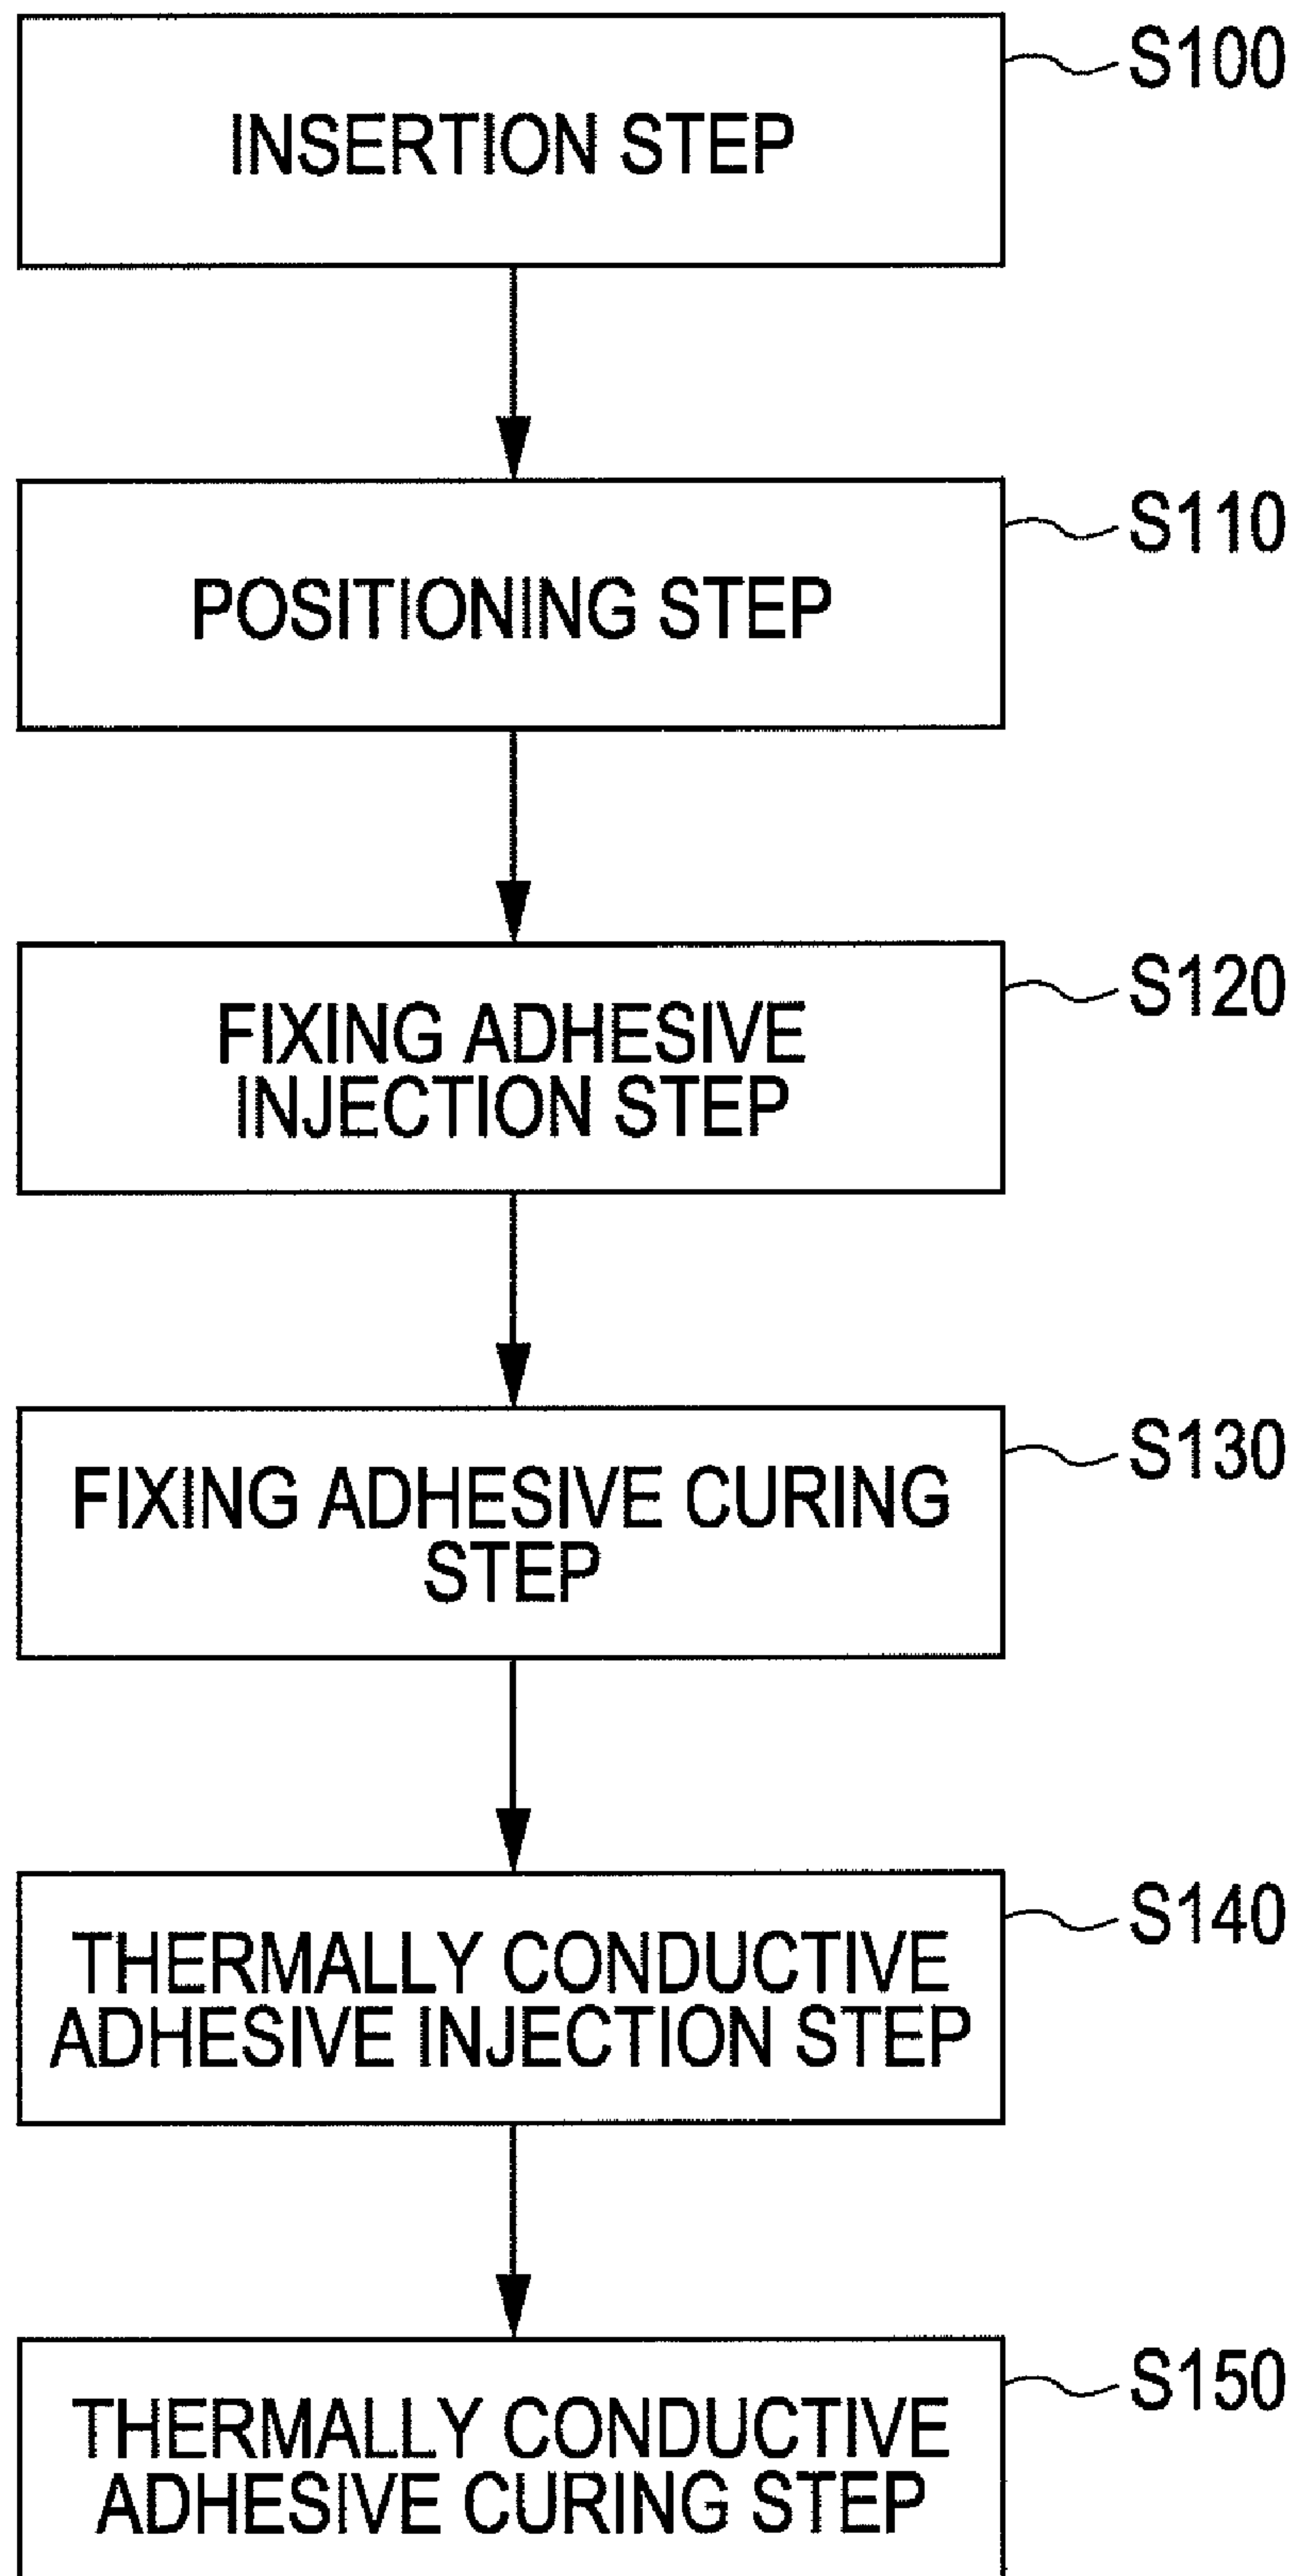 S100
INSERTION STEP
S110
POSITIONING STEP
S120
FIXING ADHESIVE
INJECTION STEP
S130
FIXING ADHESIVE CURING
STEP
S140
THERMALLY CONDUCTIVE
ADHESIVE INJECTION STEP
S150
THERMALLY CONDUCTIVE
ADHESIVE CURING STEP